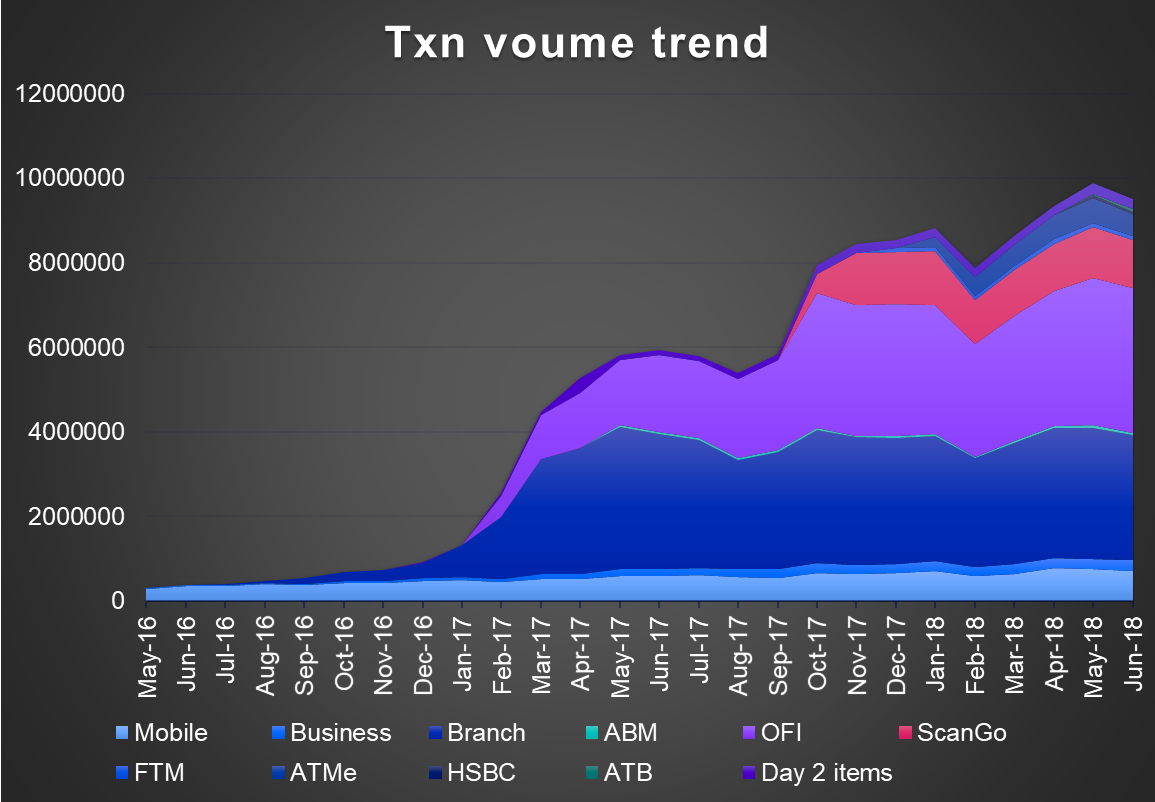 Txn voume trend
12000000
10000000
8000000
6000000
4000000
2000000
0
May-16 Jun-16 Jul-16 Aug-16 Sep-16 Oct-16 Nov-16 Dec-16 Jan-17 Feb-17 Mar-17 Apr-17 May-17 Jun-17 Jul-17 Aug-17 Sep-17 Oct-17 Nov-17 Dec-17 Jan-18 Feb-18 Mar-18 Apr-18 May-18 Jun-18
Mobile Business Branch ABM OFI ScanGo
FTM ATMe HSBC ATB Day 2 items